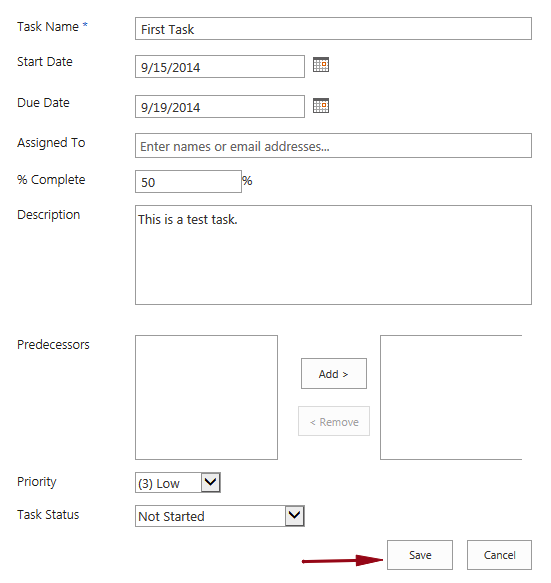 Task Name * First Task
Start Date 9/15/2014
Due Date 9/19/2014
Assigned To Enter names or email addresses...
% Complete 50 %
Description This is a test task.
Predecessors
Add >
< Remove
Priority (3) Low
Task Status Not Started
Save Cancel